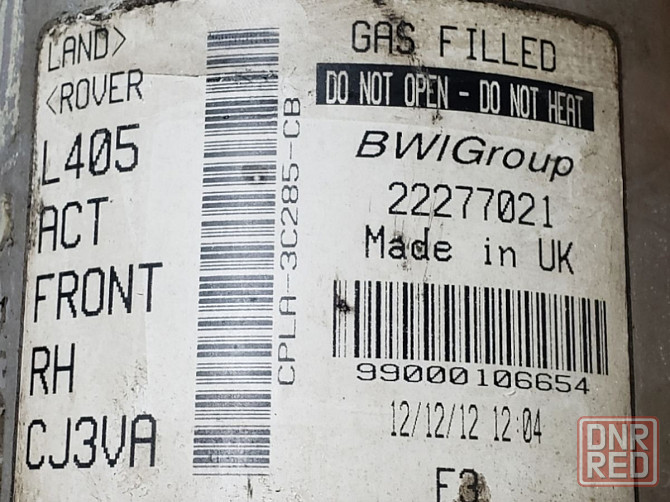 LAND>
<ROVER
L405
ACT
FRONT
RH
CJ3VA
CPLA-3C285-CB
GAS FILLED
DO NOT OPEN - DO NOT HEAT
BWIGroup
22277021
Made in UK
99000106654
12/12/12 12:04
DNR
RED